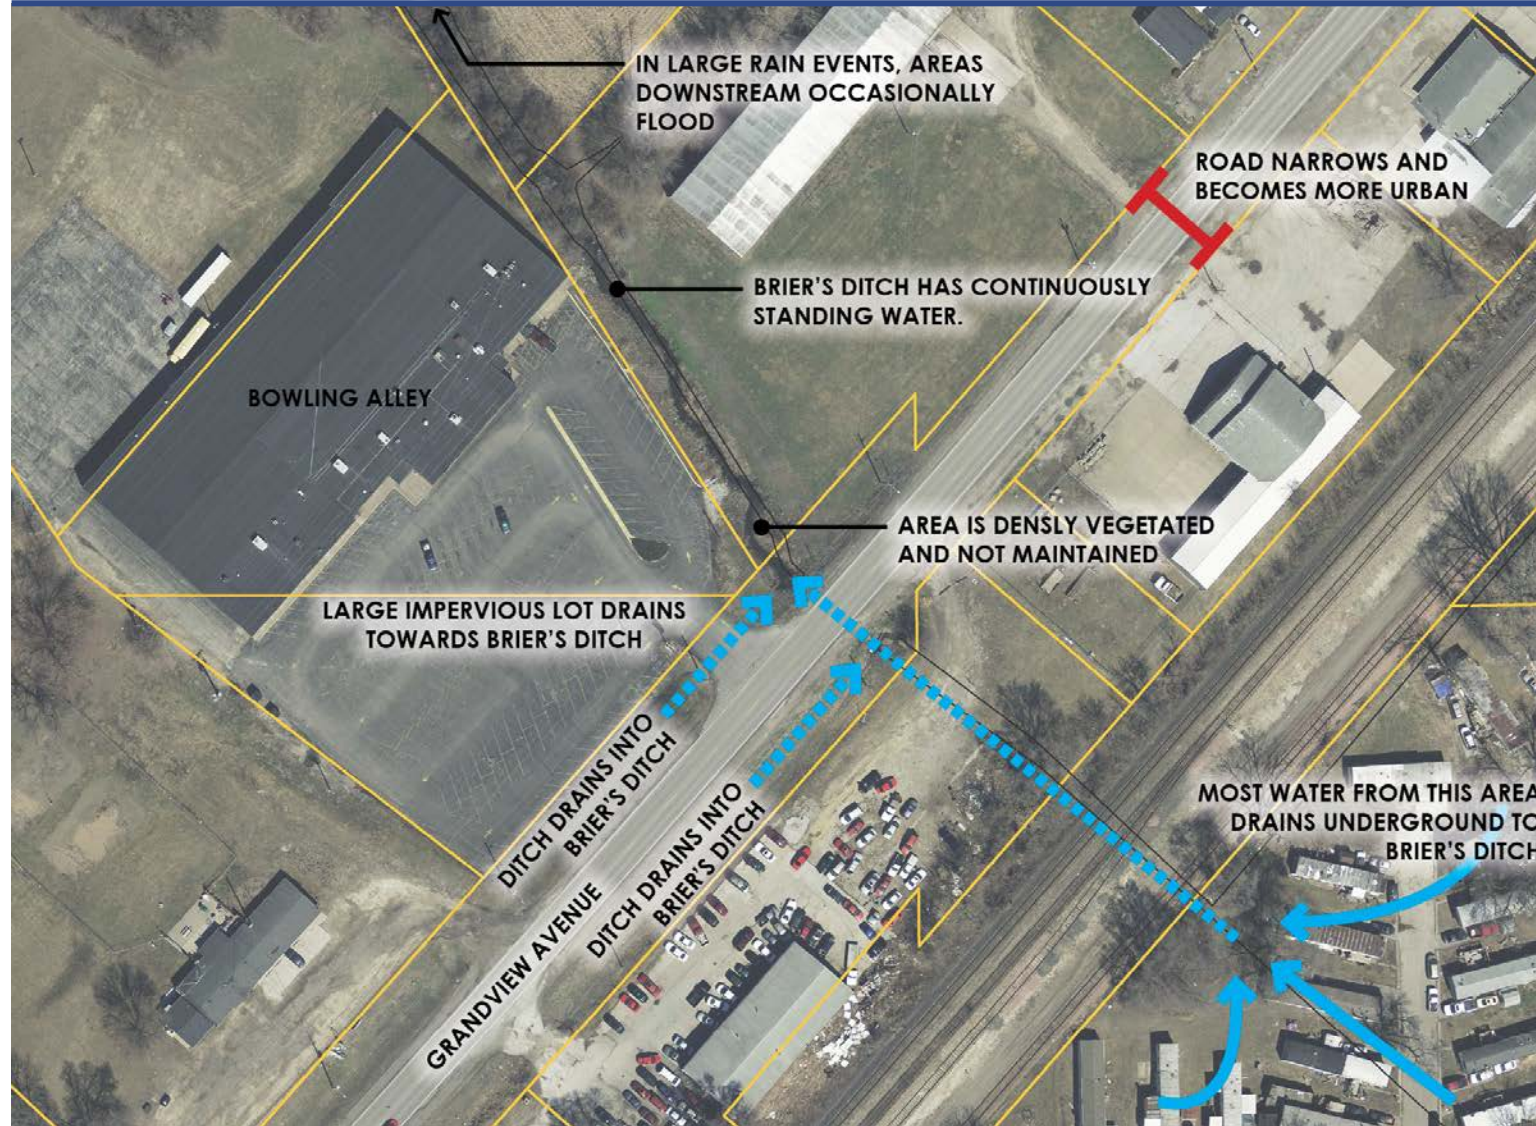 IN LARGE RAIN EVENTS, AREAS
DOWNSTREAM OCCASIONALLY
FLOOD
ROAD NARROWS AND
BECOMES MORE URBAN
BRIER'S DITCH HAS CONTINUOUSLY
STANDING WATER.
BOWLING ALLEY
AREA IS DENSLY VEGETATED
AND NOT MAINTAINED
LARGE IMPERVIOUS LOT DRAINS
TOWARDS BRIER'S DITCH
DITCH DRAINS INTO
BRIER'S DITCH
DITCH DRAINS INTO
BRIER'S DITCH
GRANDVIEW AVENUE
MOST WATER FROM THIS AREA
DRAINS UNDERGROUND TO
BRIER'S DITCH